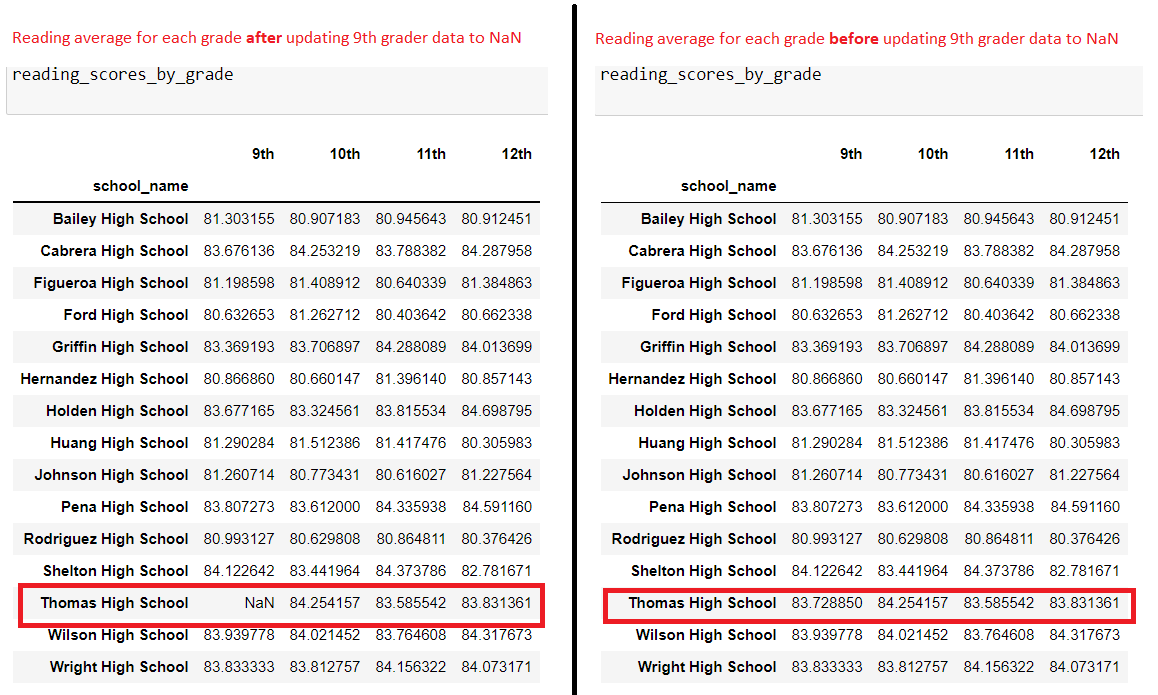 Reading average for each grade after updating 9th grader data to NaN
reading_scores_by_grade
9th 10th 11th 12th
school_name
Bailey High School 81.303155 80.907183 80.945643 80.912451
Cabrera High School 83.676136 84.253219 83.788382 84.287958
Figueroa High School 81.198598 81.408912 80.640339 81.384863
Ford High School 80.632653 81.262712 80.403642 80.662338
Griffin High School 83.369193 83.706897 84.288089 84.013699
Hernandez High School 80.866860 80.660147 81.396140 80.857143
Holden High School 83.677165 83.324561 83.815534 84.698795
Huang High School 81.290284 81.512386 81.417476 80.305983
Johnson High School 81.260714 80.773431 80.616027 81.227564
Pena High School 83.807273 83.612000 84.335938 84.591160
Rodriguez High School 80.993127 80.629808 80.864811 80.376426
Shelton High School 84.122642 83.441964 84.373786 82.781671
Thomas High School NaN 84.254157 83.585542 83.831361
Wilson High School 83.939778 84.021452 83.764608 84.317673
Wright High School 83.833333 83.812757 84.156322 84.073171
Reading average for each grade before updating 9th grader data to NaN
reading_scores_by_grade
9th 10th 11th 12th
school_name
Bailey High School 81.303155 80.907183 80.945643 80.912451
Cabrera High School 83.676136 84.253219 83.788382 84.287958
Figueroa High School 81.198598 81.408912 80.640339 81.384863
Ford High School 80.632653 81.262712 80.403642 80.662338
Griffin High School 83.369193 83.706897 84.288089 84.013699
Hernandez High School 80.866860 80.660147 81.396140 80.857143
Holden High School 83.677165 83.324561 83.815534 84.698795
Huang High School 81.290284 81.512386 81.417476 80.305983
Johnson High School 81.260714 80.773431 80.616027 81.227564
Pena High School 83.807273 83.612000 84.335938 84.591160
Rodriguez High School 80.993127 80.629808 80.864811 80.376426
Shelton High School 84.122642 83.441964 84.373786 82.781671
Thomas High School 83.728850 84.254157 83.585542 83.831361
Wilson High School 83.939778 84.021452 83.764608 84.317673
Wright High School 83.833333 83.812757 84.156322 84.073171